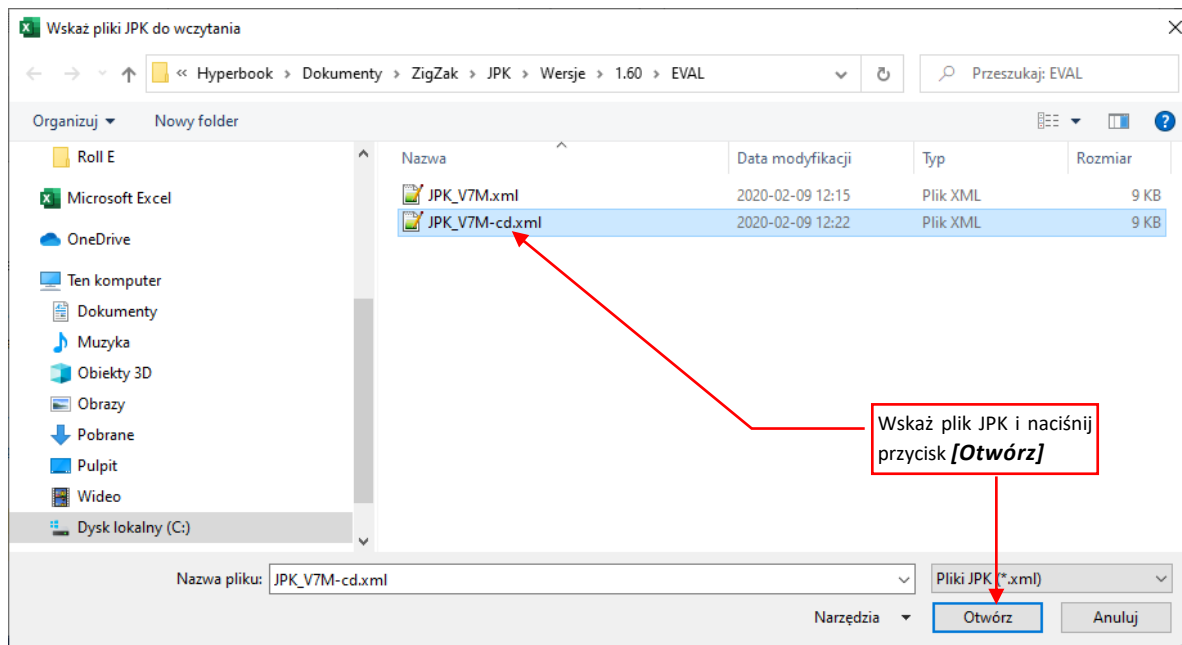 Wskaż pliki JPK do wczytania
« Hyperbook › Dokumenty › ZigZak › JPK › Wersje › 1.60 › EVAL
Przeszukaj: EVAL
Organizuj
Nowy folder
Roll E
Microsoft Excel
OneDrive
Ten komputer
Dokumenty
Muzyka
Obiekty 3D
Obrazy
Pobrane
Pulpit
Wideo
Dysk lokalny (C:)
Nazwa Data modyfikacji Typ Rozmiar
JPK_V7M.xml 2020-02-09 12:15 Plik XML 9 KB
JPK_V7M-cd.xml 2020-02-09 12:22 Plik XML 9 KB
Wskaż plik JPK i naciśnij
przycisk [Otwórz]
Nazwa pliku: JPK_V7M-cd.xml
Pliki JPK (*.xml)
Narzędzia
Otwórz
Anuluj